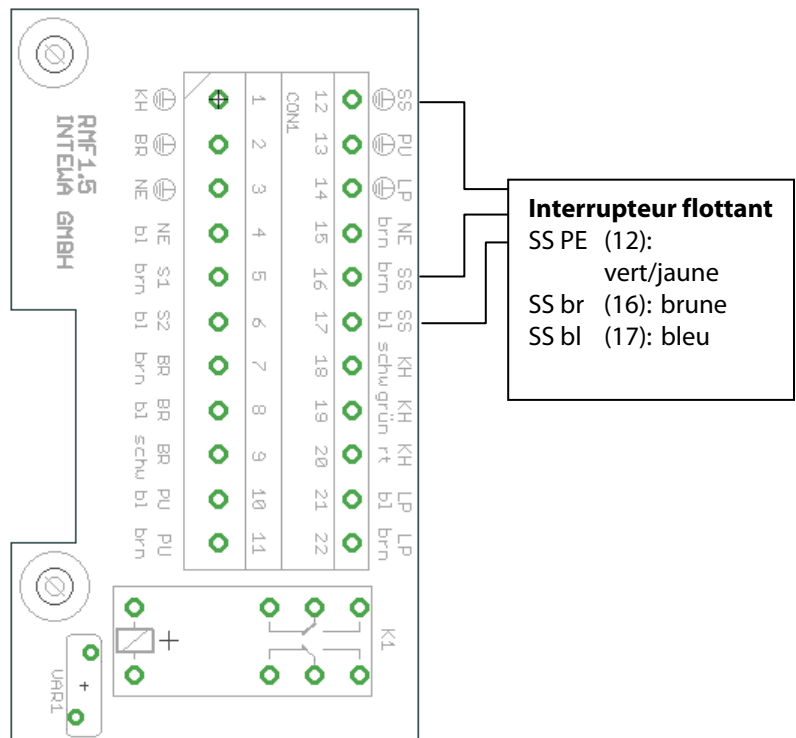 RMF1.5
INTEWA GMBH
KH 1 CON1 12 SS
BR 2 13 PU
NE 3 14 LP
NE bl 4 15 NE brn
S1 brn 5 16 SS brn
S2 bl 6 17 SS bl
BR brn 7 18 KH schw
BR bl 8 19 KH grün
BR schw 9 20 KH rt
PU bl 10 21 LP bl
PU brn 11 22 LP brn
+ K1
+
VAR1
Interrupteur flottant
SS PE (12):
vert/jaune
SS br (16): brune
SS bl (17): bleu